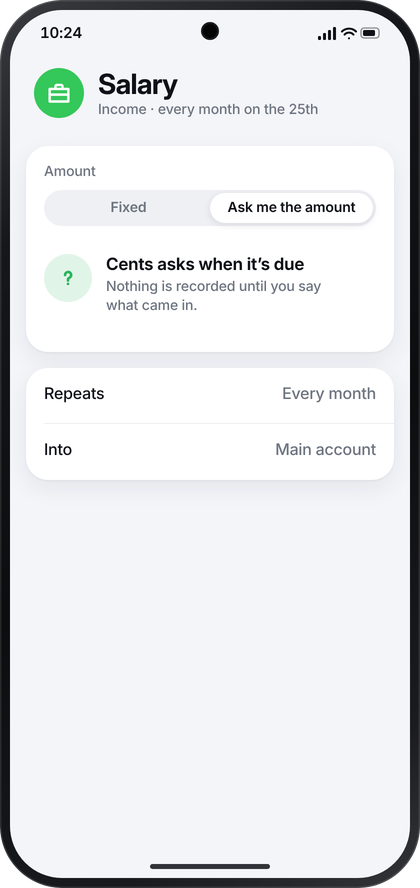 10:24
Salary
Income · every month on the 25th
Amount
Fixed
Ask me the amount
?
Cents asks when it’s due
Nothing is recorded until you say
what came in.
Repeats
Every month
Into
Main account